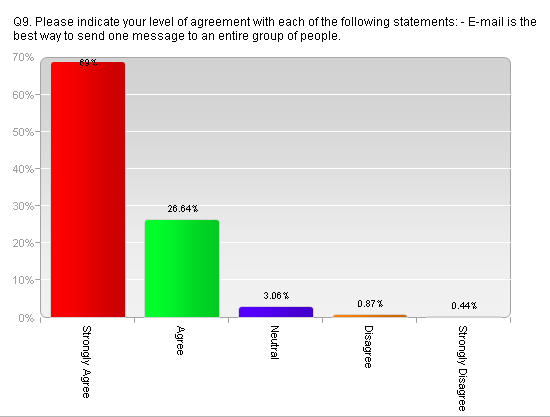 Q9. Please indicate your level of agreement with each of the following statements: - E-mail is the
best way to send one message to an entire group of people.
70%
60%
50%
40%
30%
20%
10%
0%
69%
26.64%
3.06%
0.87%
0.44%
Strongly Agree
Agree
Neutral
Disagree
Strongly Disagree